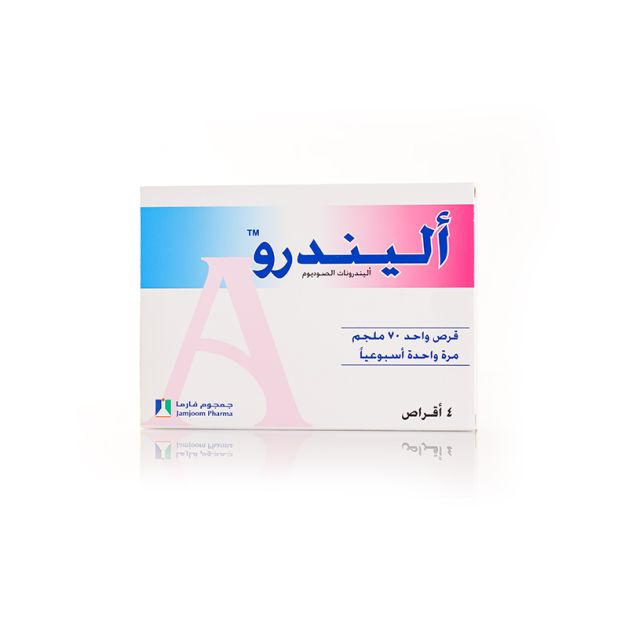 أليندرو™
أليندرونات الصوديوم
قرص واحد ٧٠ ملجم
مرة واحدة أسبوعياً
٤ أقراص
A
جمجوم فارما
Jamjoom Pharma